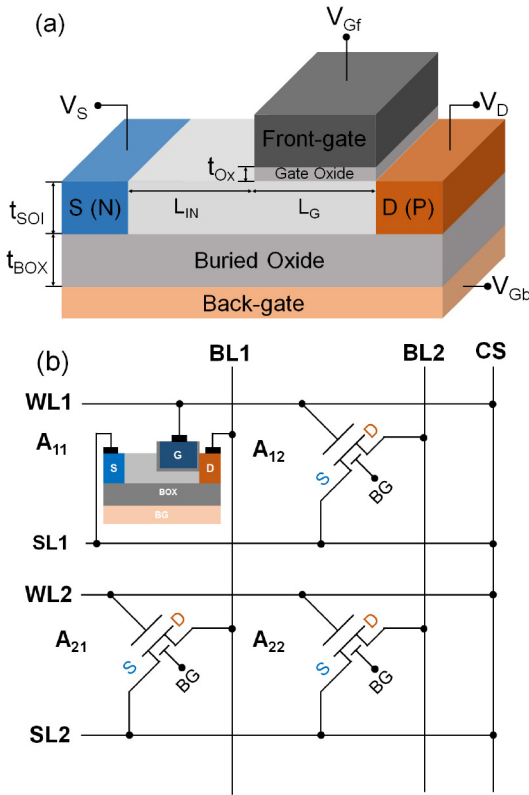 (a)
V_Gf
V_S
V_D
Front-gate
t_Ox
Gate Oxide
t_SOI
S (N)
L_IN
L_G
D (P)
t_BOX
Buried Oxide
Back-gate
V_Gb
(b)
BL1
BL2
CS
WL1
A_11
S
G
D
BOX
BG
A_12
D
S
BG
SL1
WL2
A_21
D
S
BG
A_22
D
S
BG
SL2